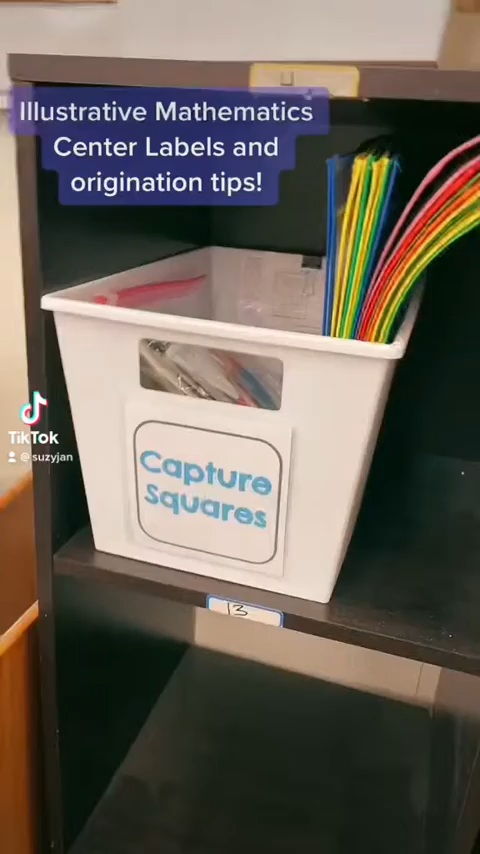 Illustrative Mathematics
Center Labels and
origination tips!
TikTok
@suzyjan
Capture
Squares
13